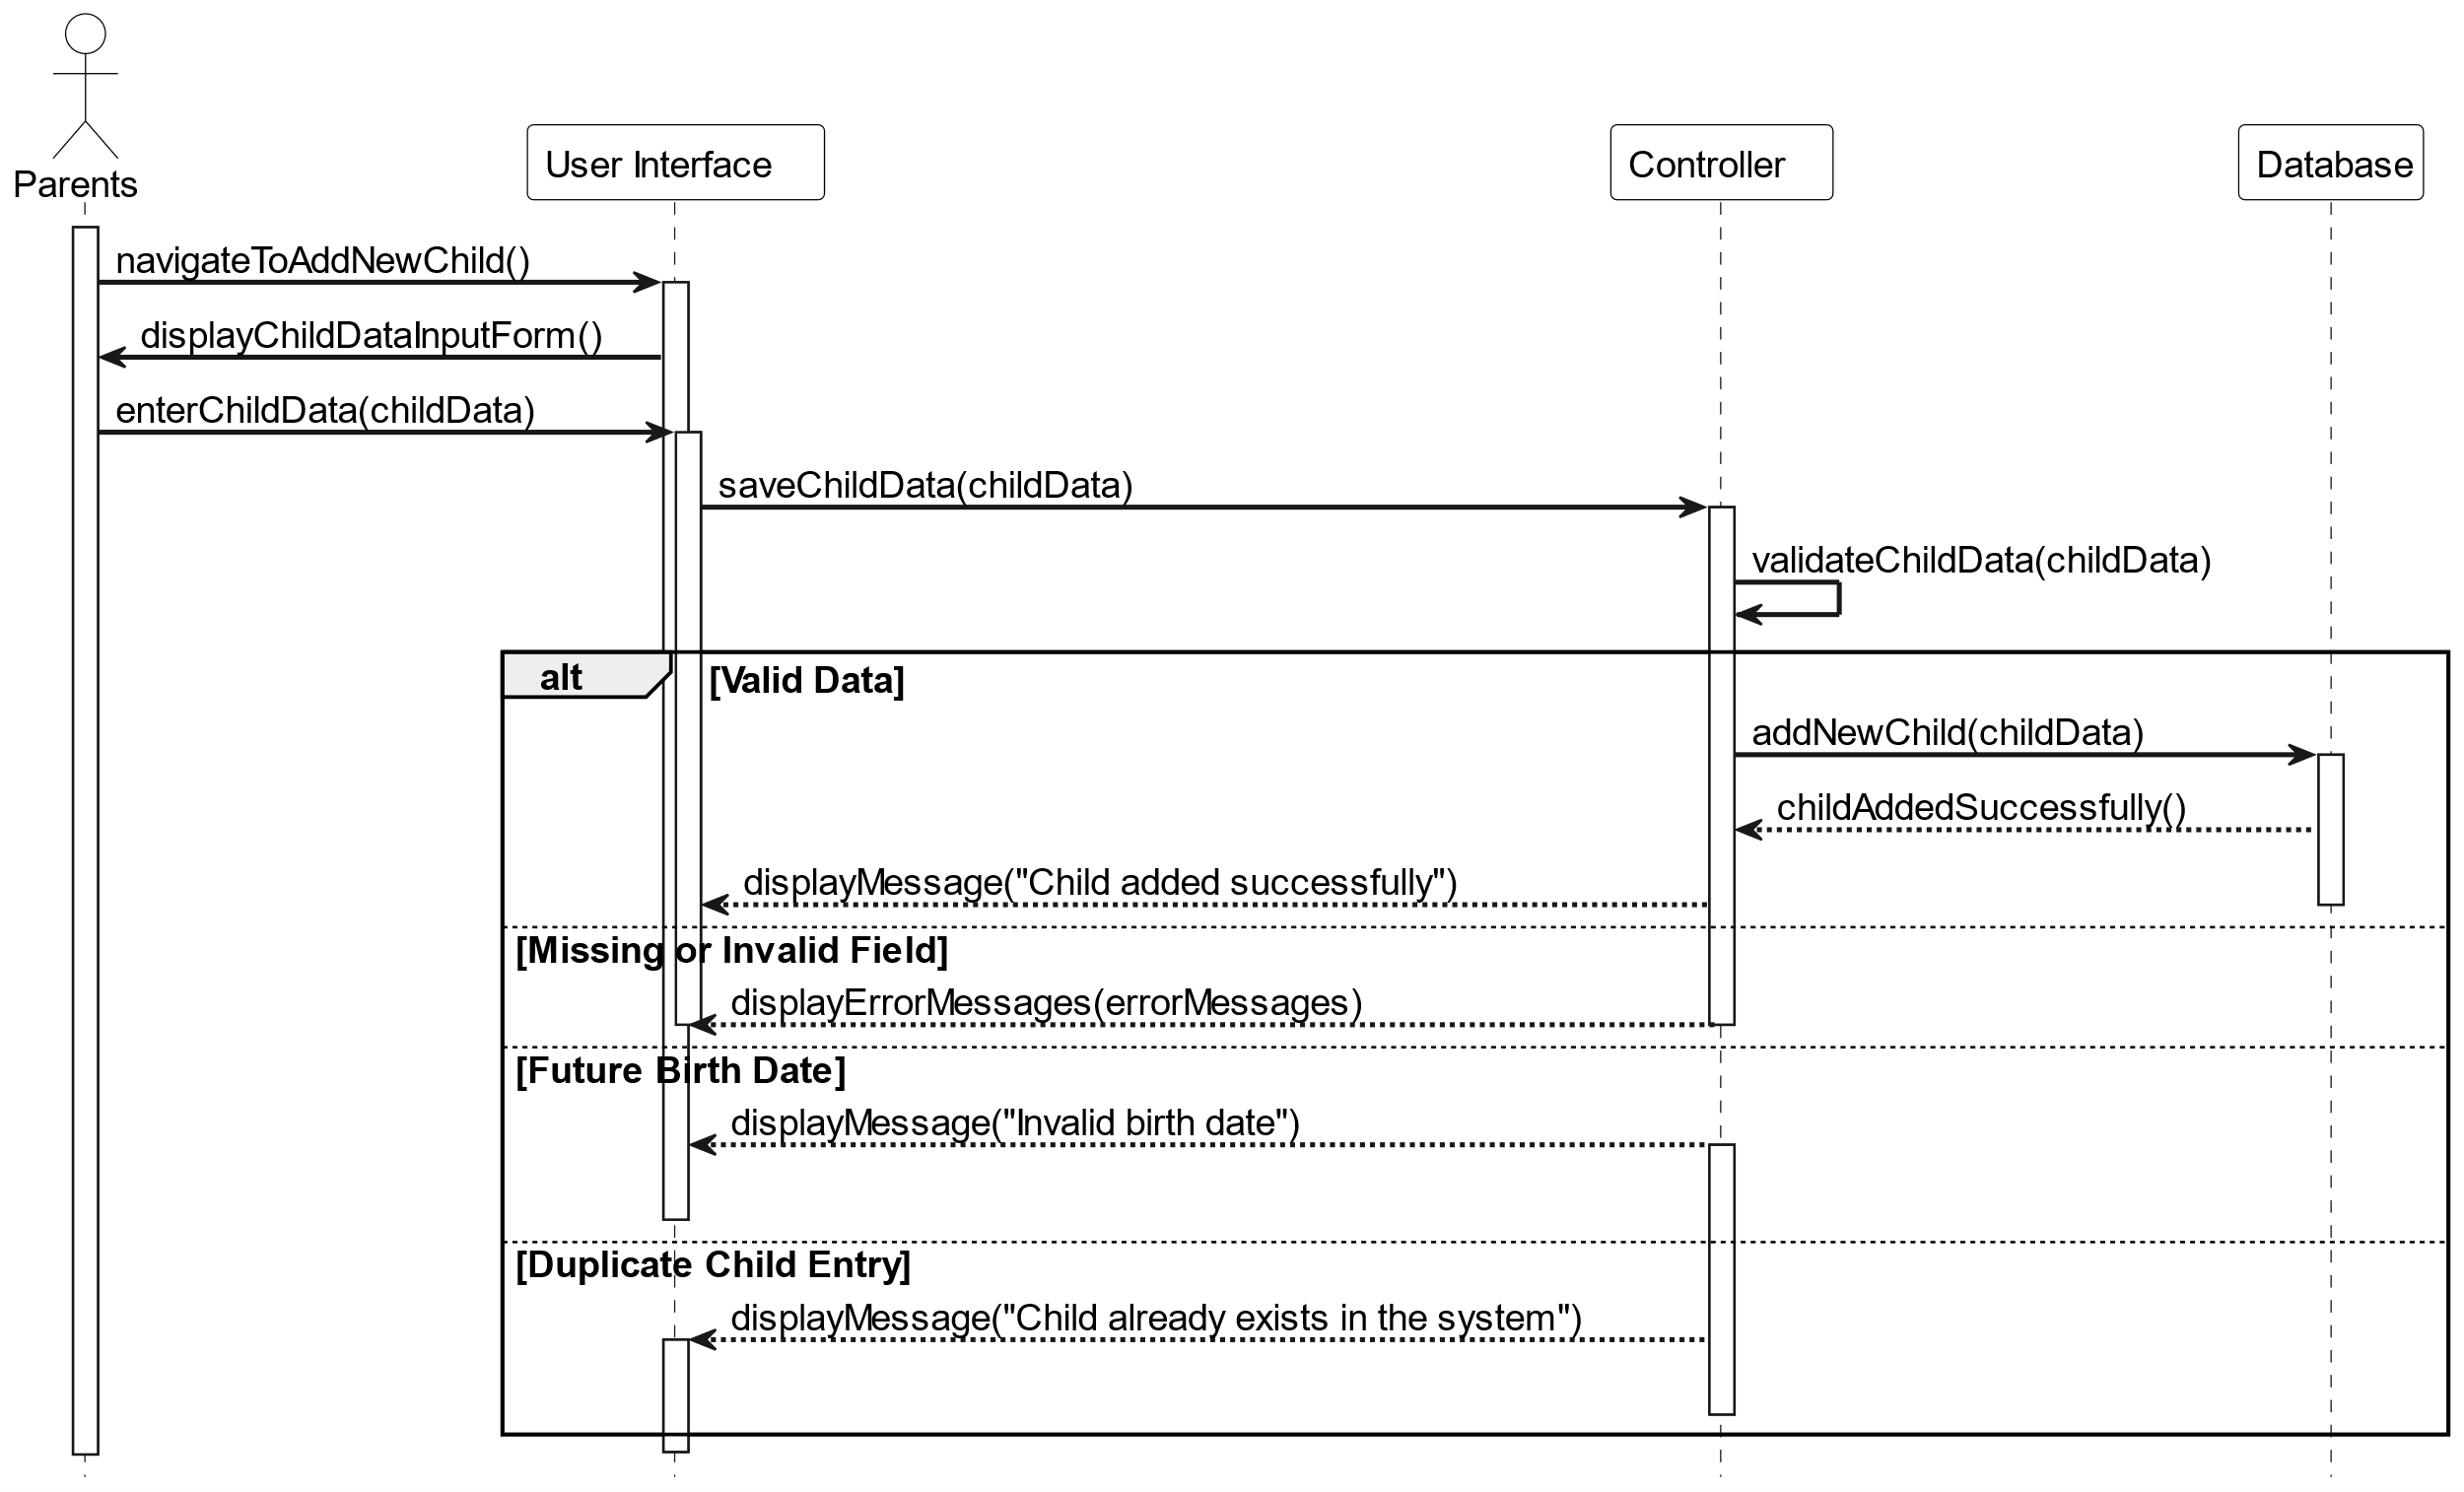 Parents
User Interface
Controller
Database
navigateToAddNewChild()
displayChildDataInputForm()
enterChildData(childData)
saveChildData(childData)
validateChildData(childData)
alt
[Valid Data]
addNewChild(childData)
childAddedSuccessfully()
displayMessage("Child added successfully")
[Missing or Invalid Field]
displayErrorMessages(errorMessages)
[Future Birth Date]
displayMessage("Invalid birth date")
[Duplicate Child Entry]
displayMessage("Child already exists in the system")